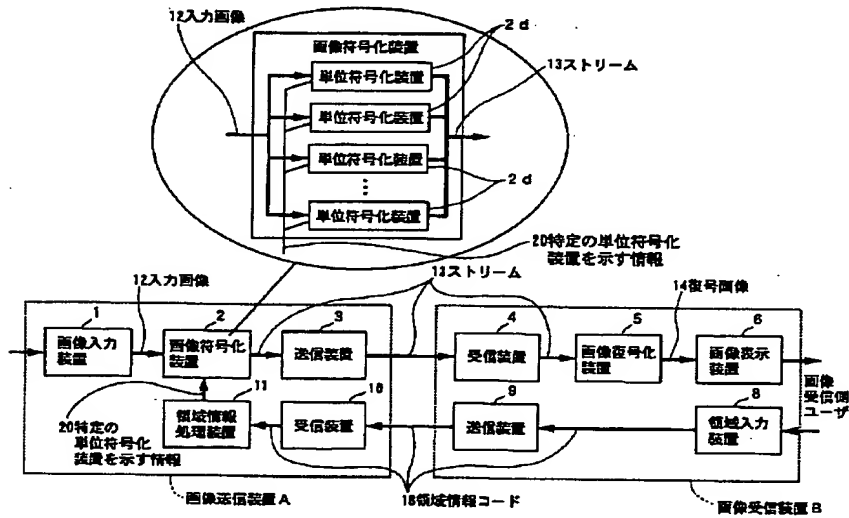 12入力画像
画像符号化装置
2d
単位符号化装置
13ストリーム
単位符号化装置
単位符号化装置
2d
単位符号化装置
20特定の単位符号化
装置を示す情報
12入力画像
13ストリーム
14復号画像
1
画像入力
装置
2
画像符号化
装置
3
送信装置
4
受信装置
5
画像復号化
装置
6
画像表示
装置
20特定の
単位符号化
装置を示す情報
11
領域情報
処理装置
10
受信装置
9
送信装置
8
領域入力
装置
画像
受信側
ユーザ
画像送信装置A
18領域情報コード
画像受信装置B